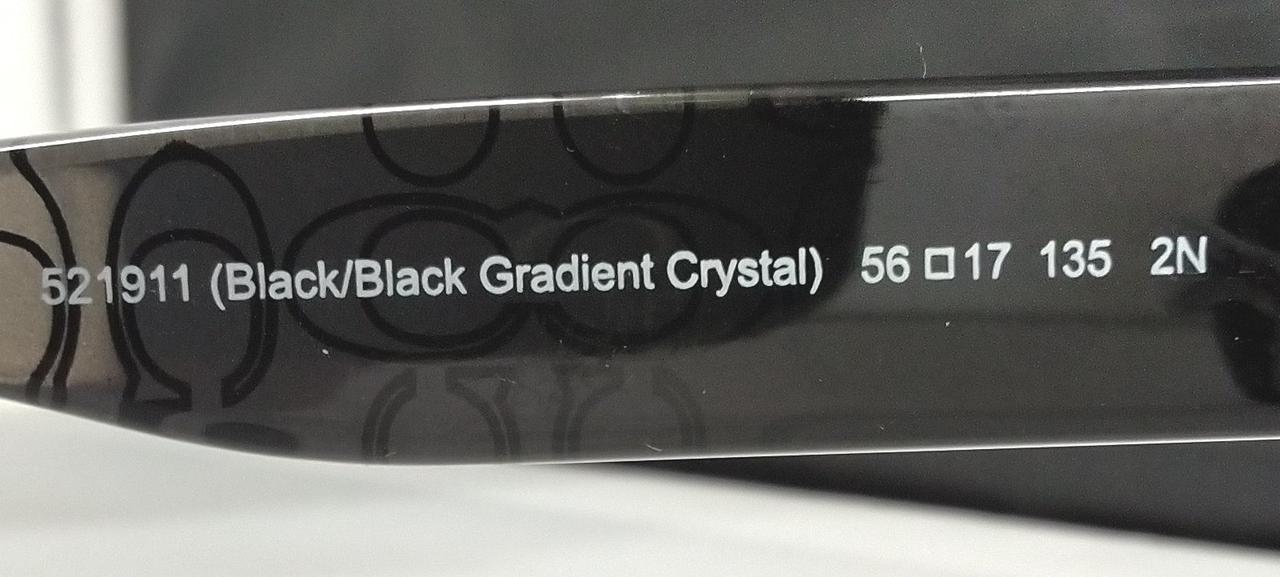 521911 (Black/Black Gradient Crystal) 56□17 135 2N